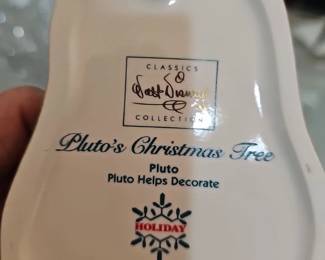 CLASSICS
Walt Disney
COLLECTION
Pluto's Christmas Tree
Pluto
Pluto Helps Decorate
HOLIDAY